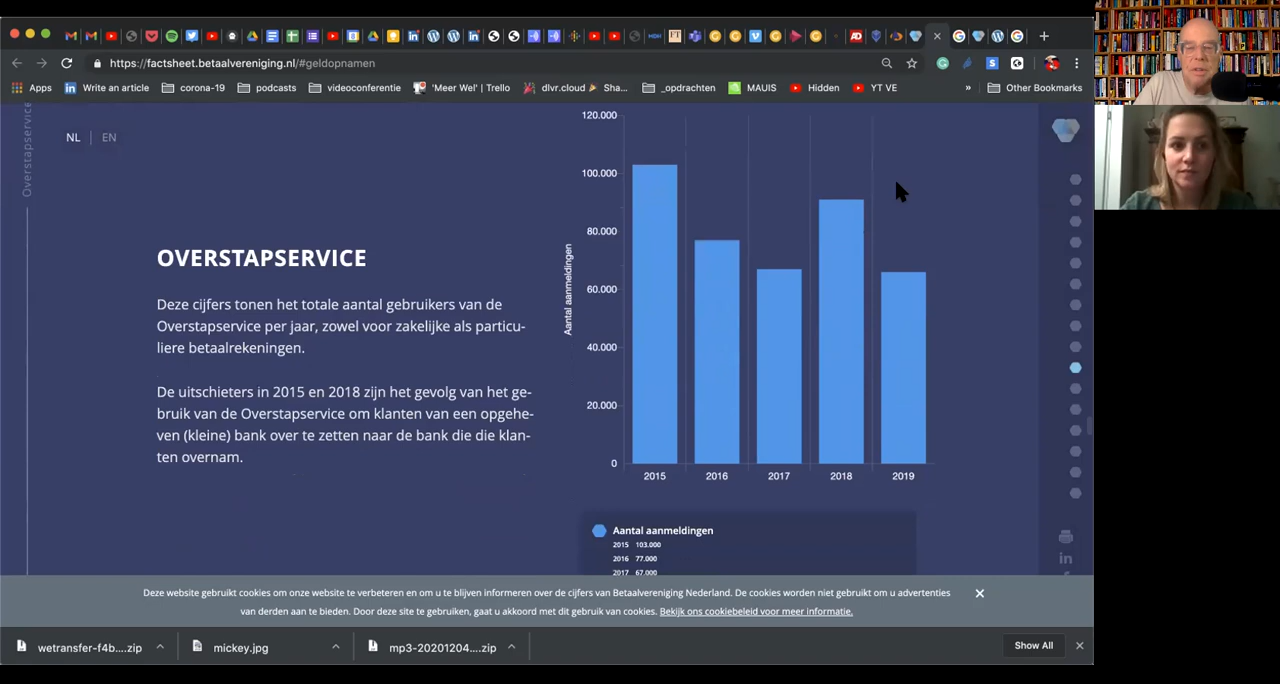 https://factsheet.betaalvereniging.nl/#geldopnamen
Apps
Write an article
corona-19
podcasts
videoconferentie
'Meer Wel' | Trello
dlvr.cloud 🎉 Sha...
_opdrachten
MAUIS
Hidden
YT VE
»
Other Bookmarks
Overstapservice
NL | EN
OVERSTAPSERVICE
Deze cijfers tonen het totale aantal gebruikers van de
Overstapservice per jaar, zowel voor zakelijke als particu-
liere betaalrekeningen.
De uitschieters in 2015 en 2018 zijn het gevolg van het ge-
bruik van de Overstapservice om klanten van een opgehe-
ven (kleine) bank over te zetten naar de bank die die klan-
ten overnam.
Aantal aanmeldingen
120.000
100.000
80.000
60.000
40.000
20.000
0
2015 2016 2017 2018 2019
Aantal aanmeldingen
2015 103.000
2016 77.000
2017 67.000
Deze website gebruikt cookies om onze website te verbeteren en om u te blijven informeren over de cijfers van Betaalvereniging Nederland. De cookies worden niet gebruikt om u advertenties
van derden aan te bieden. Door deze site te gebruiken, gaat u akkoord met dit gebruik van cookies. Bekijk ons cookiebeleid voor meer informatie.
wetransfer-f4b....zip
mickey.jpg
mp3-20201204....zip
Show All